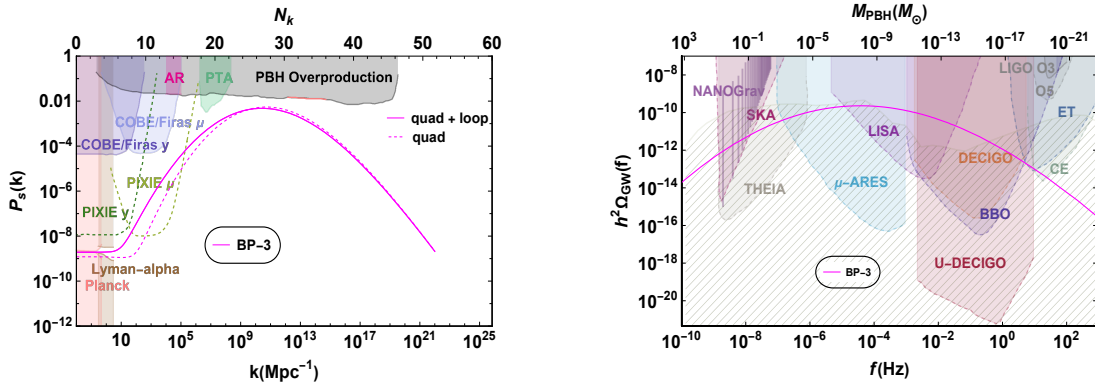 N_k
0 10 20 30 40 50 60
1
0.01
10^-4
10^-6
10^-8
10^-10
10^-12
P_s(k)
AR
PTA
PBH Overproduction
COBE/Firas μ
COBE/Firas y
PIXIE μ
PIXIE y
Lyman-alpha
Planck
quad + loop
quad
BP-3
10 10^5 10^9 10^13 10^17 10^21 10^25
k(Mpc^-1)
M_PBH(M_⊙)
10^3 10^-1 10^-5 10^-9 10^-13 10^-17 10^-21
10^-8
10^-10
10^-12
10^-14
10^-16
10^-18
10^-20
h^2Ω_GW(f)
NANOGrav
SKA
THEIA
μ-ARES
LISA
LIGO O3
O5
ET
DECIGO
CE
BBO
U-DECIGO
BP-3
10^-10 10^-8 10^-6 10^-4 10^-2 10^0 10^2
f(Hz)